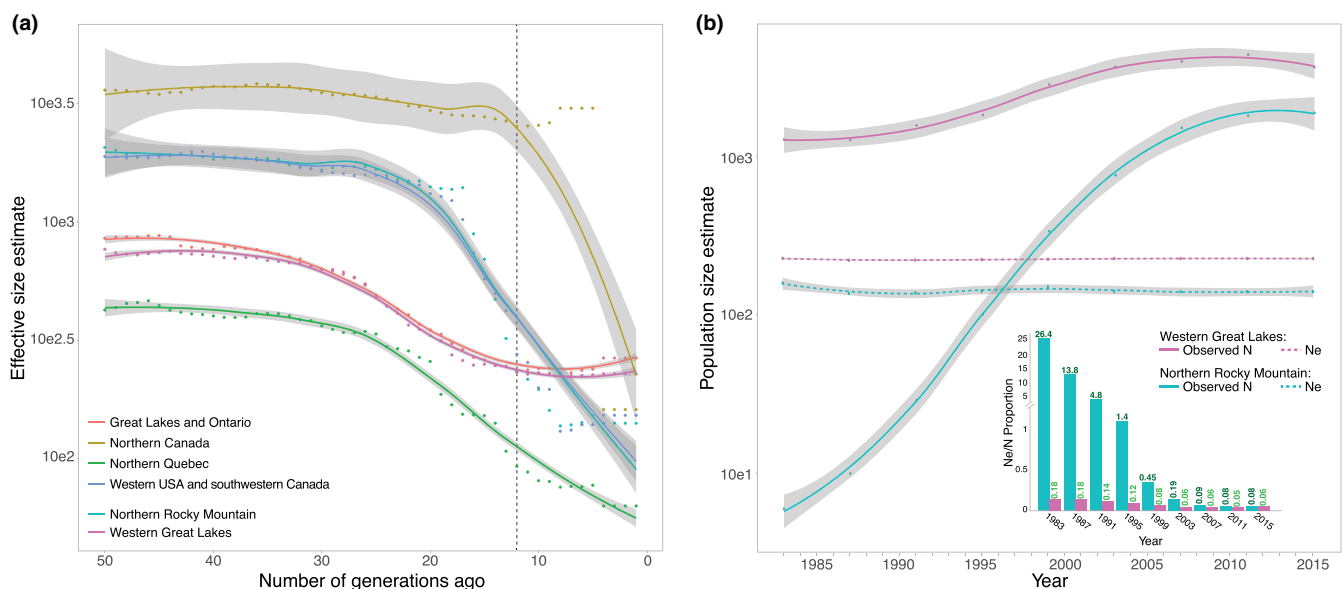 (a)
Effective size estimate
10e3.5
10e3
10e2.5
10e2
50
40
30
20
10
0
Number of generations ago
Great Lakes and Ontario
Northern Canada
Northern Quebec
Western USA and southwestern Canada
Northern Rocky Mountain
Western Great Lakes
(b)
Population size estimate
10e3
10e2
10e1
1985
1990
1995
2000
2005
2010
2015
Year
Western Great Lakes:
Observed N
Ne
Northern Rocky Mountain:
Observed N
Ne
Ne/N Proportion
25
20
15
10
5
1
0.5
0
26.4
0.18
13.8
0.18
4.8
0.14
1.4
0.12
0.45
0.08
0.19
0.06
0.09
0.06
0.08
0.05
0.08
0.06
1983
1987
1991
1995
1999
2003
2007
2011
2015
Year